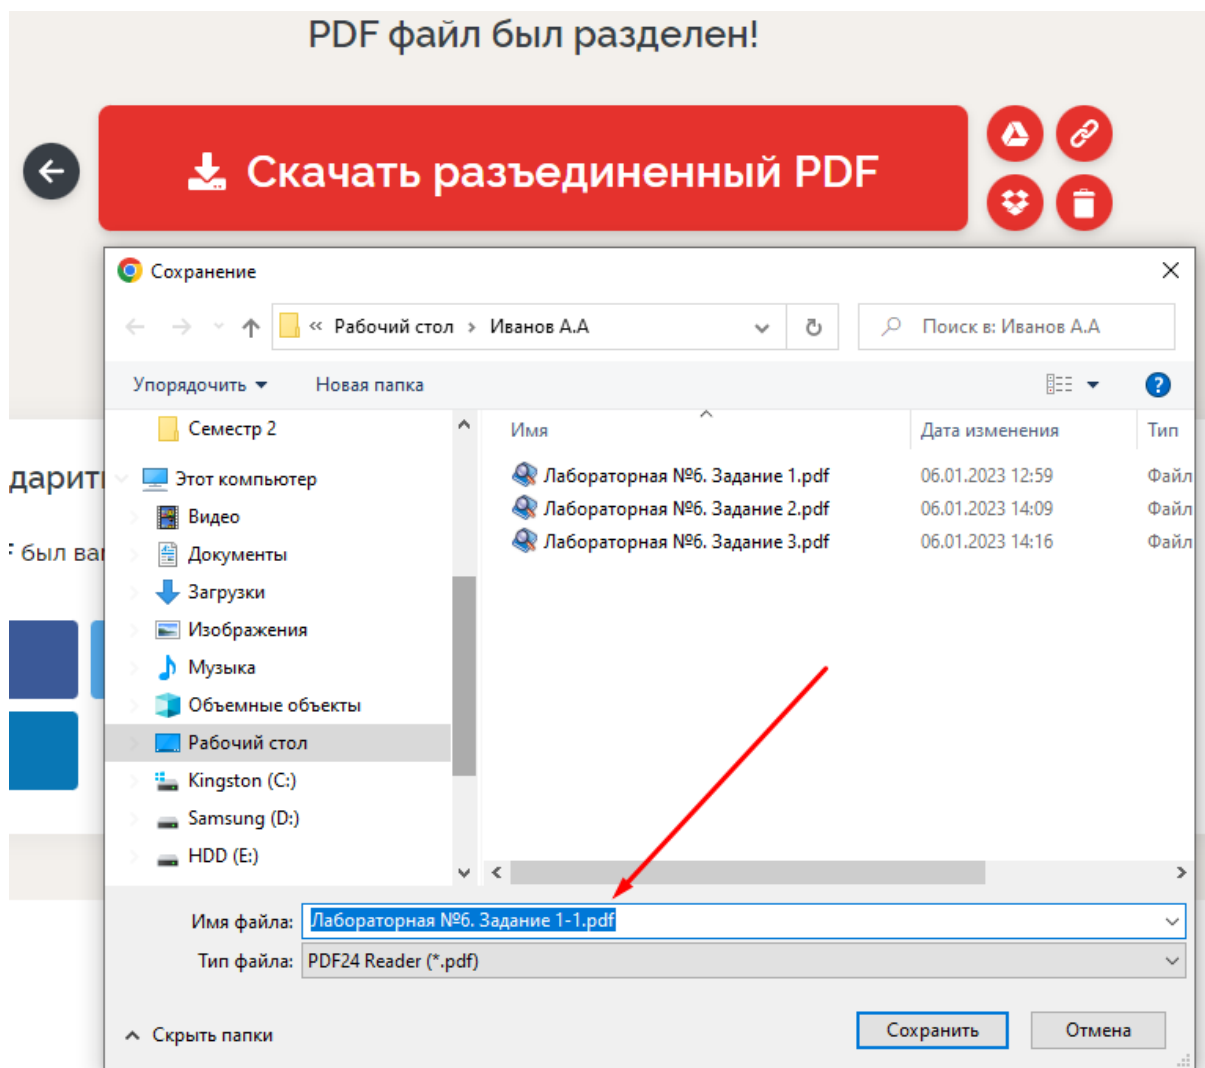 PDF файл был разделен!
Скачать разъединенный PDF
Сохранение
« Рабочий стол › Иванов А.А
Поиск в: Иванов А.А
Упорядочить
Новая папка
Семестр 2
Имя
Дата изменения
Тип
Этот компьютер
Лабораторная №6. Задание 1.pdf
06.01.2023 12:59
Файл
Видео
Лабораторная №6. Задание 2.pdf
06.01.2023 14:09
Файл
Документы
Лабораторная №6. Задание 3.pdf
06.01.2023 14:16
Файл
был
Загрузки
Изображения
Музыка
Объемные объекты
Рабочий стол
Kingston (C:)
Samsung (D:)
HDD (E:)
Имя файла: Лабораторная №6. Задание 1-1.pdf
Тип файла: PDF24 Reader (*.pdf)
Скрыть папки
Сохранить
Отмена